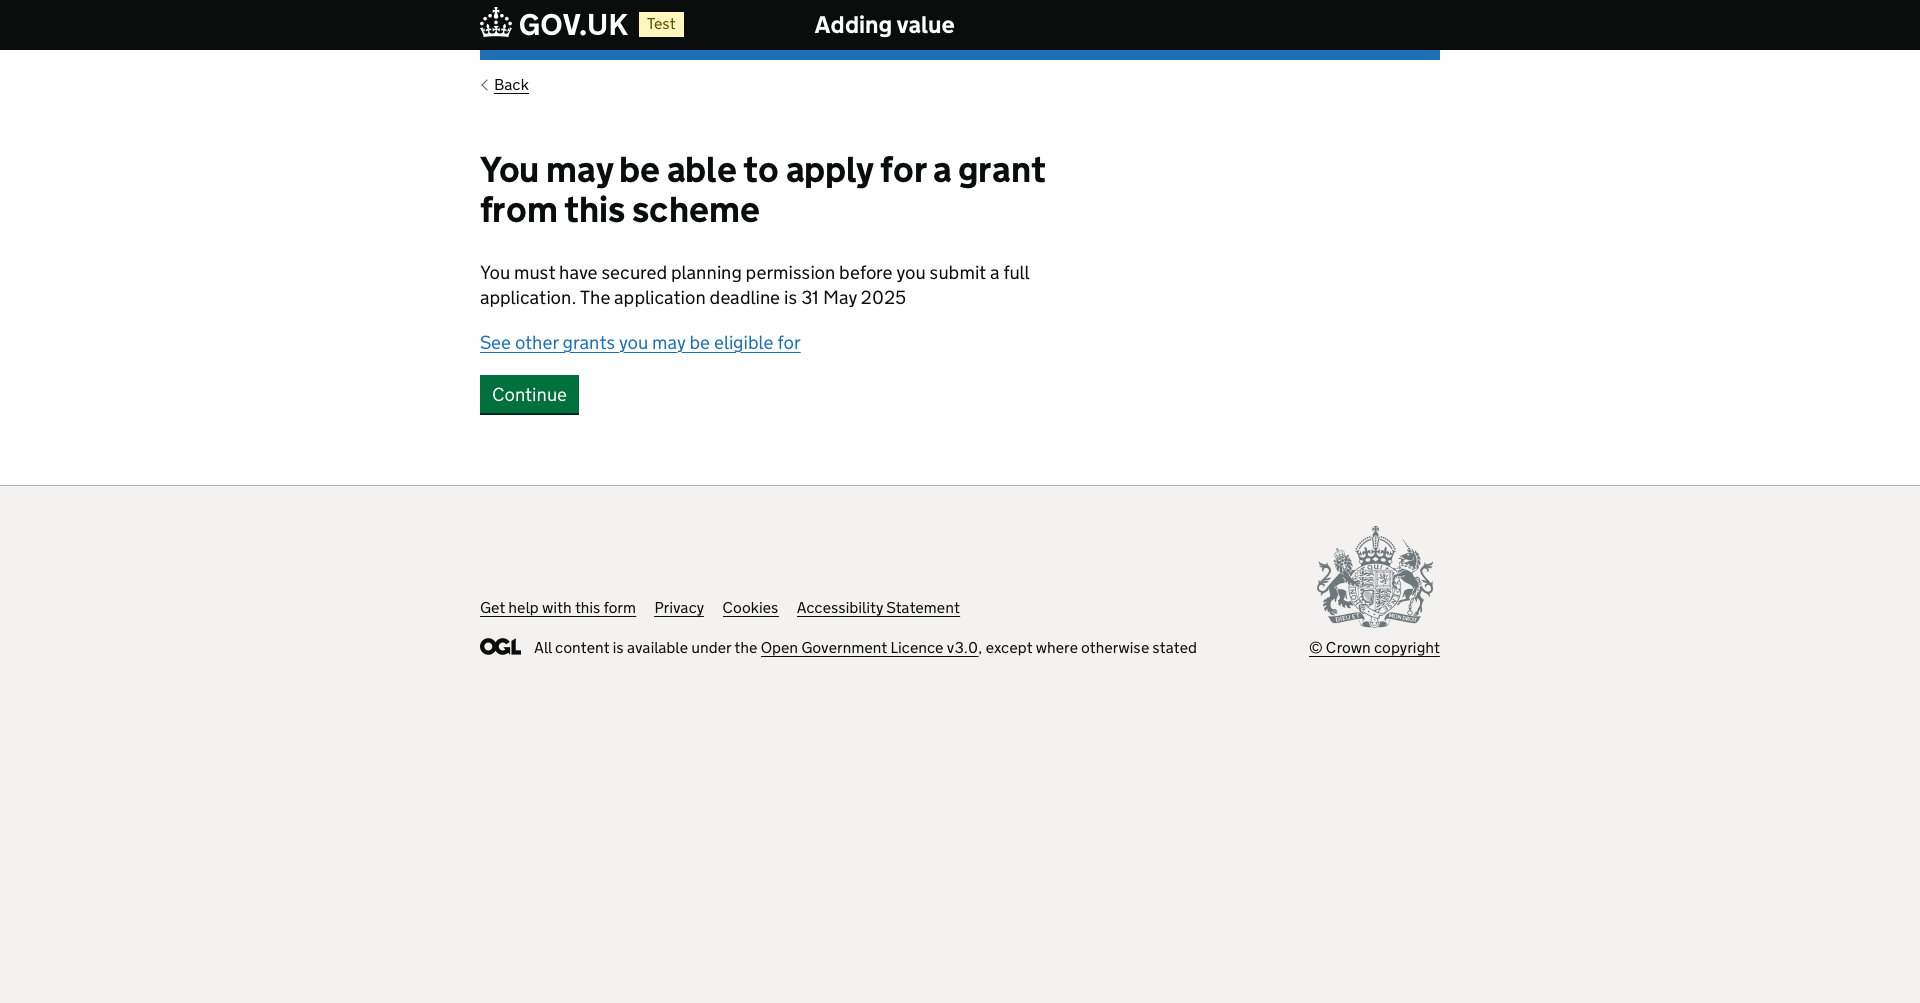 GOV.UK Test Adding value
Back
You may be able to apply for a grant
from this scheme
You must have secured planning permission before you submit a full
application. The application deadline is 31 May 2025
See other grants you may be eligible for
Continue
Get help with this form Privacy Cookies Accessibility Statement
OGL All content is available under the Open Government Licence v3.0, except where otherwise stated
© Crown copyright